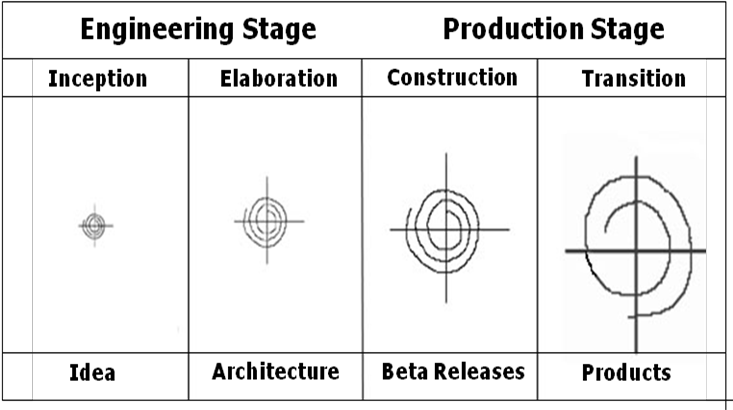 Engineering Stage Production Stage
Inception Elaboration Construction Transition
Idea Architecture Beta Releases Products